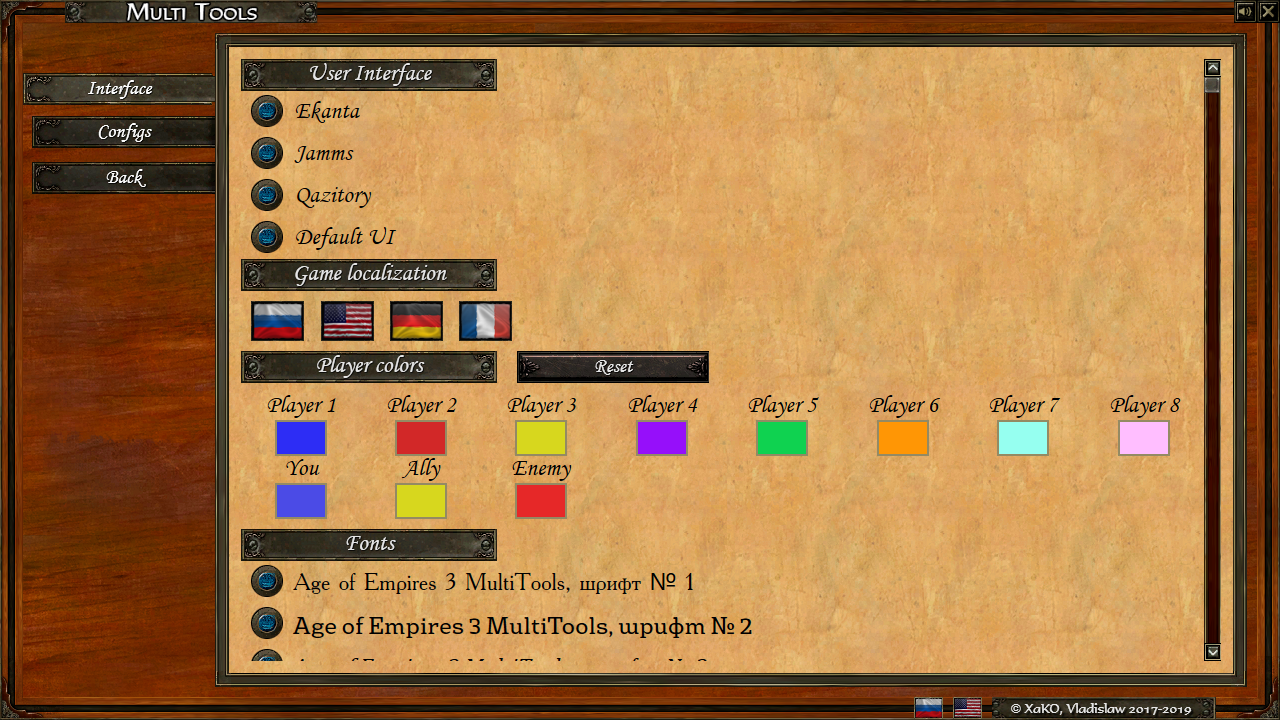 Multi Tools
Interface
Configs
Back
User Interface
Ekanta
Jamms
Qazitory
Default UI
Game localization
Player colors
Reset
Player 1 Player 2 Player 3 Player 4 Player 5 Player 6 Player 7 Player 8
You Ally Enemy
Fonts
Age of Empires 3 MultiTools, шрифт № 1
Age of Empires 3 MultiTools, шрифт № 2
© XaKO, Vladislaw 2017-2019